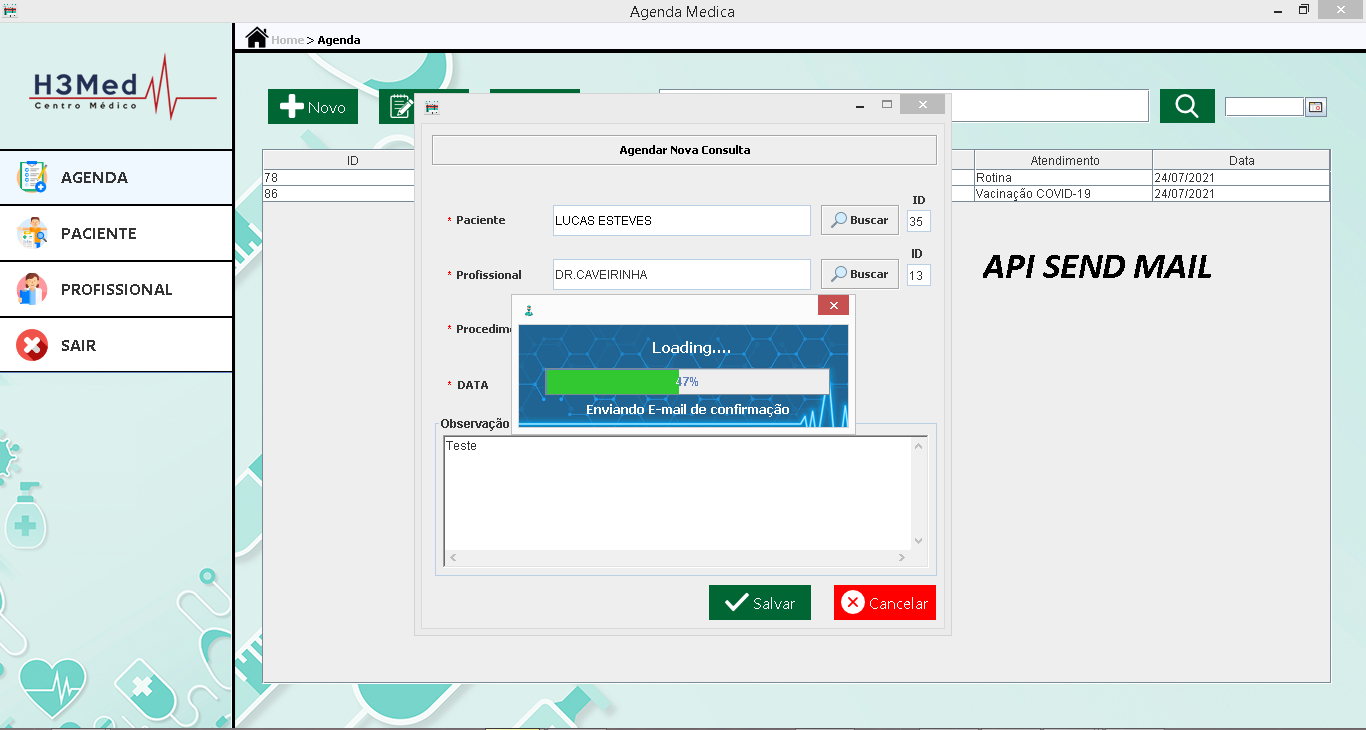 Agenda Medica
Home > Agenda
H3Med
Centro Médico
AGENDA
PACIENTE
PROFISSIONAL
SAIR
Novo
ID
Atendimento
Data
78
Rotina
24/07/2021
86
Vacinação COVID-19
24/07/2021
API SEND MAIL
Agendar Nova Consulta
ID
* Paciente
LUCAS ESTEVES
Buscar
35
ID
* Profissional
DR.CAVEIRINHA
Buscar
13
* Procedim
* DATA
Loading....
47%
Enviando E-mail de confirmação
Observação
Teste
Salvar
Cancelar